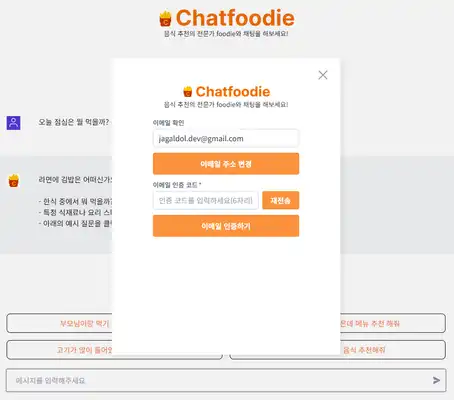 Chatfoodie
음식 추천의 전문가 foodie와 채팅을 해보세요!
오늘 점심은 뭘 먹을까?
라면에 김밥은 어떠신가요
- 한식 중에서 뭐 먹을까?
- 특정 식재료나 요리 스
- 아래의 예시 질문을 클
Chatfoodie
음식 추천의 전문가 foodie와 채팅을 해보세요!
이메일 확인
jagaldol.dev@gmail.com
이메일 주소 변경
이메일 인증 코드*
인증 코드를 입력하세요(6자리)
재전송
이메일 인증하기
부모님이랑 먹기
메뉴 추천 해줘
고기가 많이 들어간
음식 추천해줘
메시지를 입력해주세요